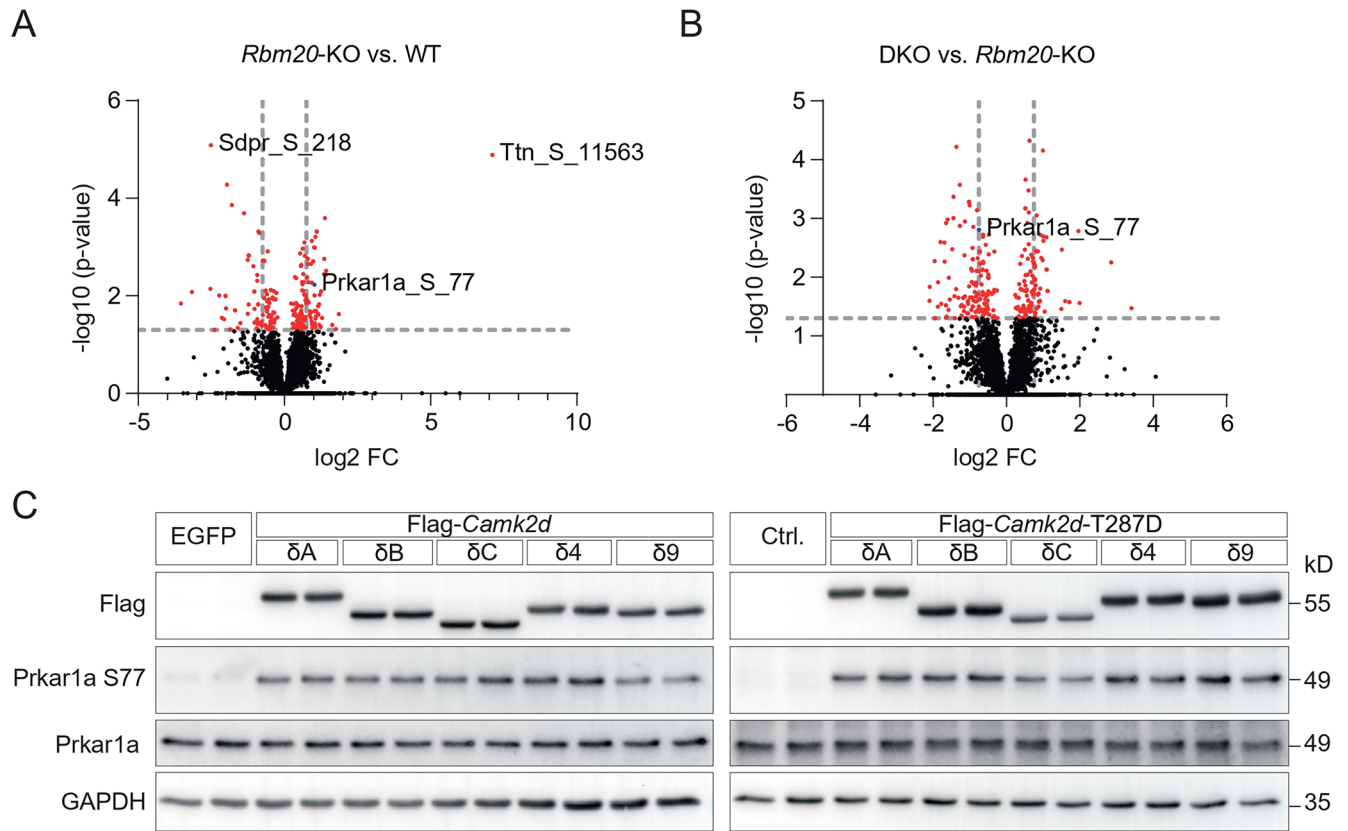 A
Rbm20-KO vs. WT
6
4
2
0
-log10 (p-value)
Sdpr_S_218
Ttn_S_11563
Prkar1a_S_77
-5
0
5
10
log2 FC
B
DKO vs. Rbm20-KO
5
4
3
2
1
-log10 (p-value)
Prkar1a_S_77
-6
-4
-2
0
2
4
6
log2 FC
C
EGFP
Flag-Camk2d
δA
δB
δC
δ4
δ9
Ctrl.
Flag-Camk2d-T287D
δA
δB
δC
δ4
δ9
kD
Flag
55
Prkar1a S77
49
Prkar1a
49
GAPDH
35